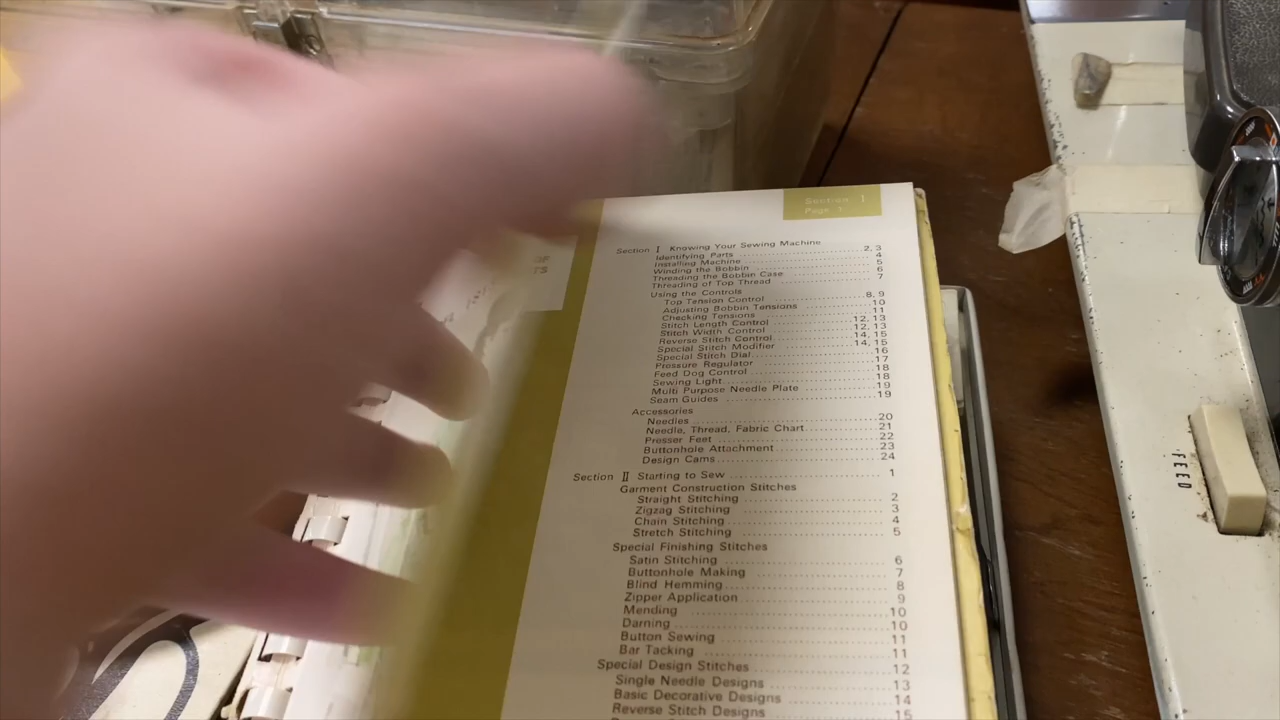 Section 1
Page 1
OF
TS
Section I Knowing Your Sewing Machine
Identifying Parts 2, 3
Installing Machine 4
Winding the Bobbin 5
Threading the Bobbin Case 6
Threading of Top Thread 7
Using the Controls
Top Tension Control 8, 9
Adjusting Bobbin Tensions 10
Checking Tensions 11
Stitch Length Control 12, 13
Stitch Width Control 12, 13
Reverse Stitch Control 14, 15
Special Stitch Modifier 14, 15
Special Stitch Dial 16
Pressure Regulator 17
Feed Dog Control 18
Sewing Light 18
Multi Purpose Needle Plate 19
Seam Guides 19
Accessories
Needles 20
Needle, Thread, Fabric Chart 21
Presser Feet 22
Buttonhole Attachment 23
Design Cams 24
Section II Starting to Sew 1
Garment Construction Stitches
Straight Stitching 2
Zigzag Stitching 3
Chain Stitching 4
Stretch Stitching 5
Special Finishing Stitches
Satin Stitching 6
Buttonhole Making 7
Blind Hemming 8
Zipper Application 9
Mending 10
Darning 10
Button Sewing 11
Bar Tacking 11
Special Design Stitches 12
Single Needle Designs 13
Basic Decorative Designs 14
Reverse Stitch Designs 15
FEED